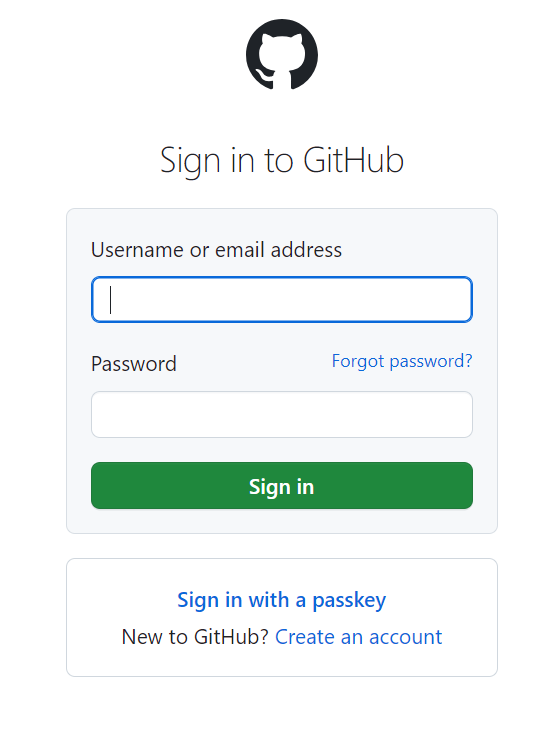 Sign in to GitHub
Username or email address
Password Forgot password?
Sign in
Sign in with a passkey
New to GitHub? Create an account